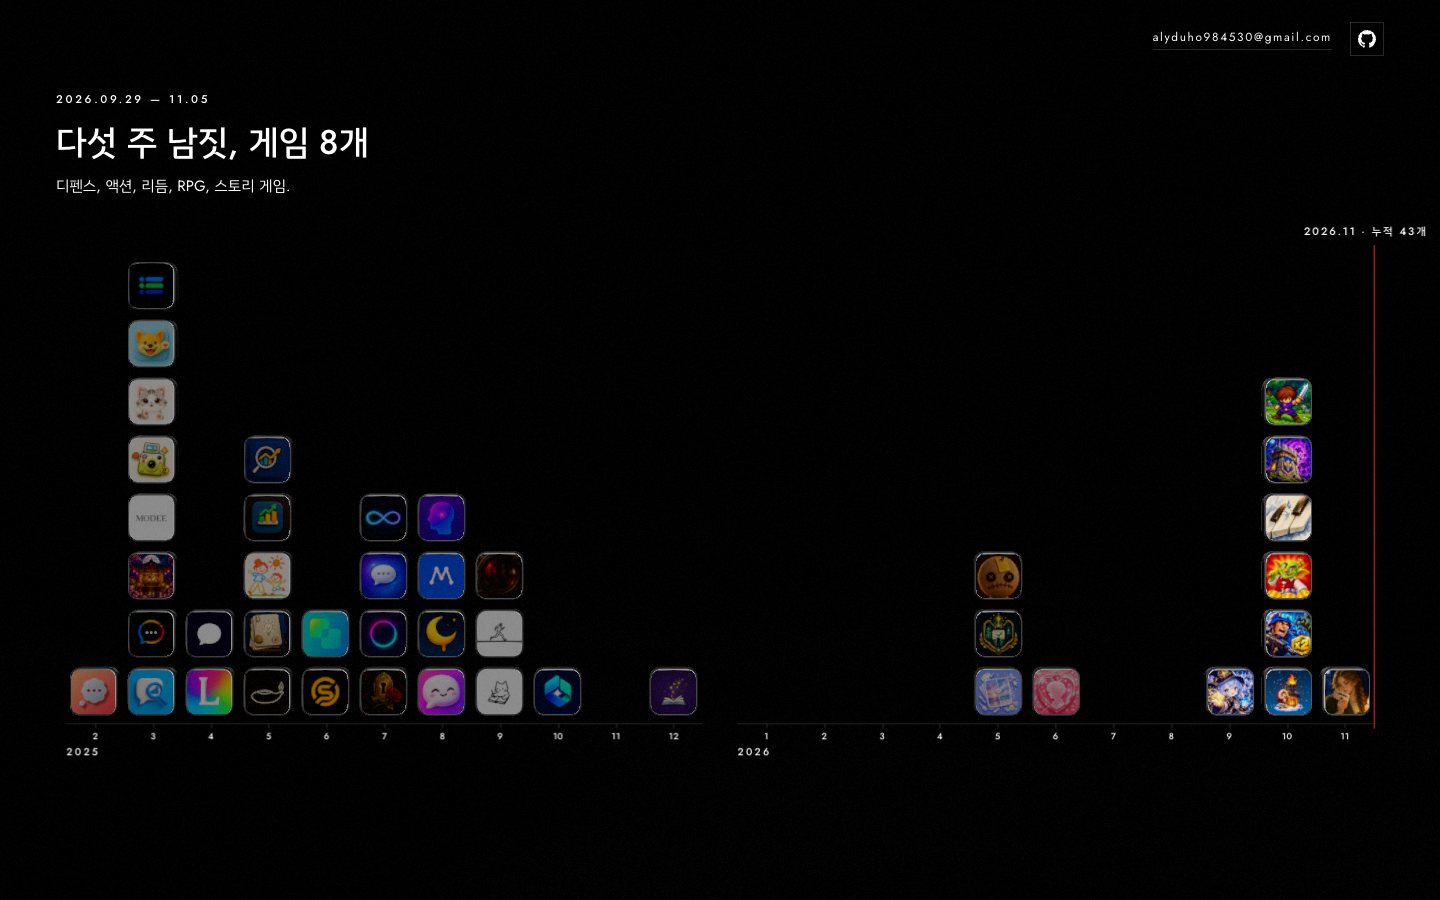 alyduho984530@gmail.com
2026.09.29 — 11.05
다섯 주 남짓, 게임 8개
디펜스, 액션, 리듬, RPG, 스토리 게임.
2026.11 · 누적 43개
MODEE
L
2 3 4 5 6 7 8 9 10 11 12 1 2 3 4 5 6 7 8 9 10 11
2025 2026